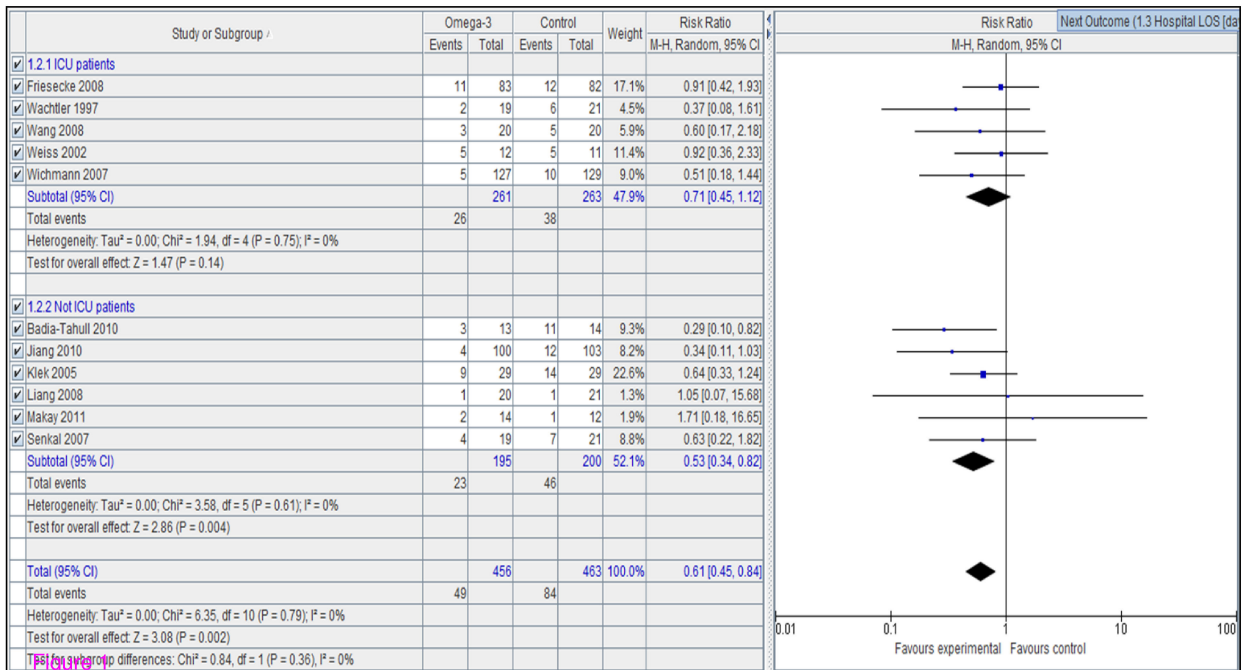 Study or Subgroup Omega-3 Control Weight Risk Ratio
Events Total Events Total M-H, Random, 95% CI
1.2.1 ICU patients
Friesecke 2008 11 83 12 82 17.1% 0.91 [0.42, 1.93]
Wachtler 1997 2 19 6 21 4.5% 0.37 [0.08, 1.61]
Wang 2008 3 20 5 20 5.9% 0.60 [0.17, 2.18]
Weiss 2002 5 12 5 11 11.4% 0.92 [0.36, 2.33]
Wichmann 2007 5 127 10 129 9.0% 0.51 [0.18, 1.44]
Subtotal (95% CI) 261 263 47.9% 0.71 [0.45, 1.12]
Total events 26 38
Heterogeneity: Tau² = 0.00; Chi² = 1.94, df = 4 (P = 0.75); I² = 0%
Test for overall effect: Z = 1.47 (P = 0.14)
1.2.2 Not ICU patients
Badia-Tahull 2010 3 13 11 14 9.3% 0.29 [0.10, 0.82]
Jiang 2010 4 100 12 103 8.2% 0.34 [0.11, 1.03]
Klek 2005 9 29 14 29 22.6% 0.64 [0.33, 1.24]
Liang 2008 1 20 1 21 1.3% 1.05 [0.07, 15.68]
Makay 2011 2 14 1 12 1.9% 1.71 [0.18, 16.65]
Senkal 2007 4 19 7 21 8.8% 0.63 [0.22, 1.82]
Subtotal (95% CI) 195 200 52.1% 0.53 [0.34, 0.82]
Total events 23 46
Heterogeneity: Tau² = 0.00; Chi² = 3.58, df = 5 (P = 0.61); I² = 0%
Test for overall effect: Z = 2.86 (P = 0.004)
Total (95% CI) 456 463 100.0% 0.61 [0.45, 0.84]
Total events 49 84
Heterogeneity: Tau² = 0.00; Chi² = 6.35, df = 10 (P = 0.79); I² = 0%
Test for overall effect: Z = 3.08 (P = 0.002)
Test for subgroup differences: Chi² = 0.84, df = 1 (P = 0.36), I² = 0%
Figure 1
Risk Ratio Next Outcome (1.3 Hospital LOS [da
M-H, Random, 95% CI
0.01 0.1 1 10 100
Favours experimental Favours control